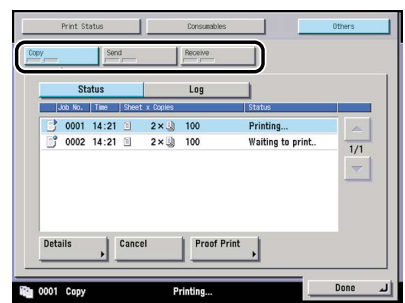 Print Status Consumables Others
Copy Send Receive
Status Log
Job No. Time Sheet x Copies Status
0001 14:21 2× 100 Printing...
0002 14:21 2× 100 Waiting to print..
1/1
Details Cancel Proof Print
0001 Copy Printing... Done